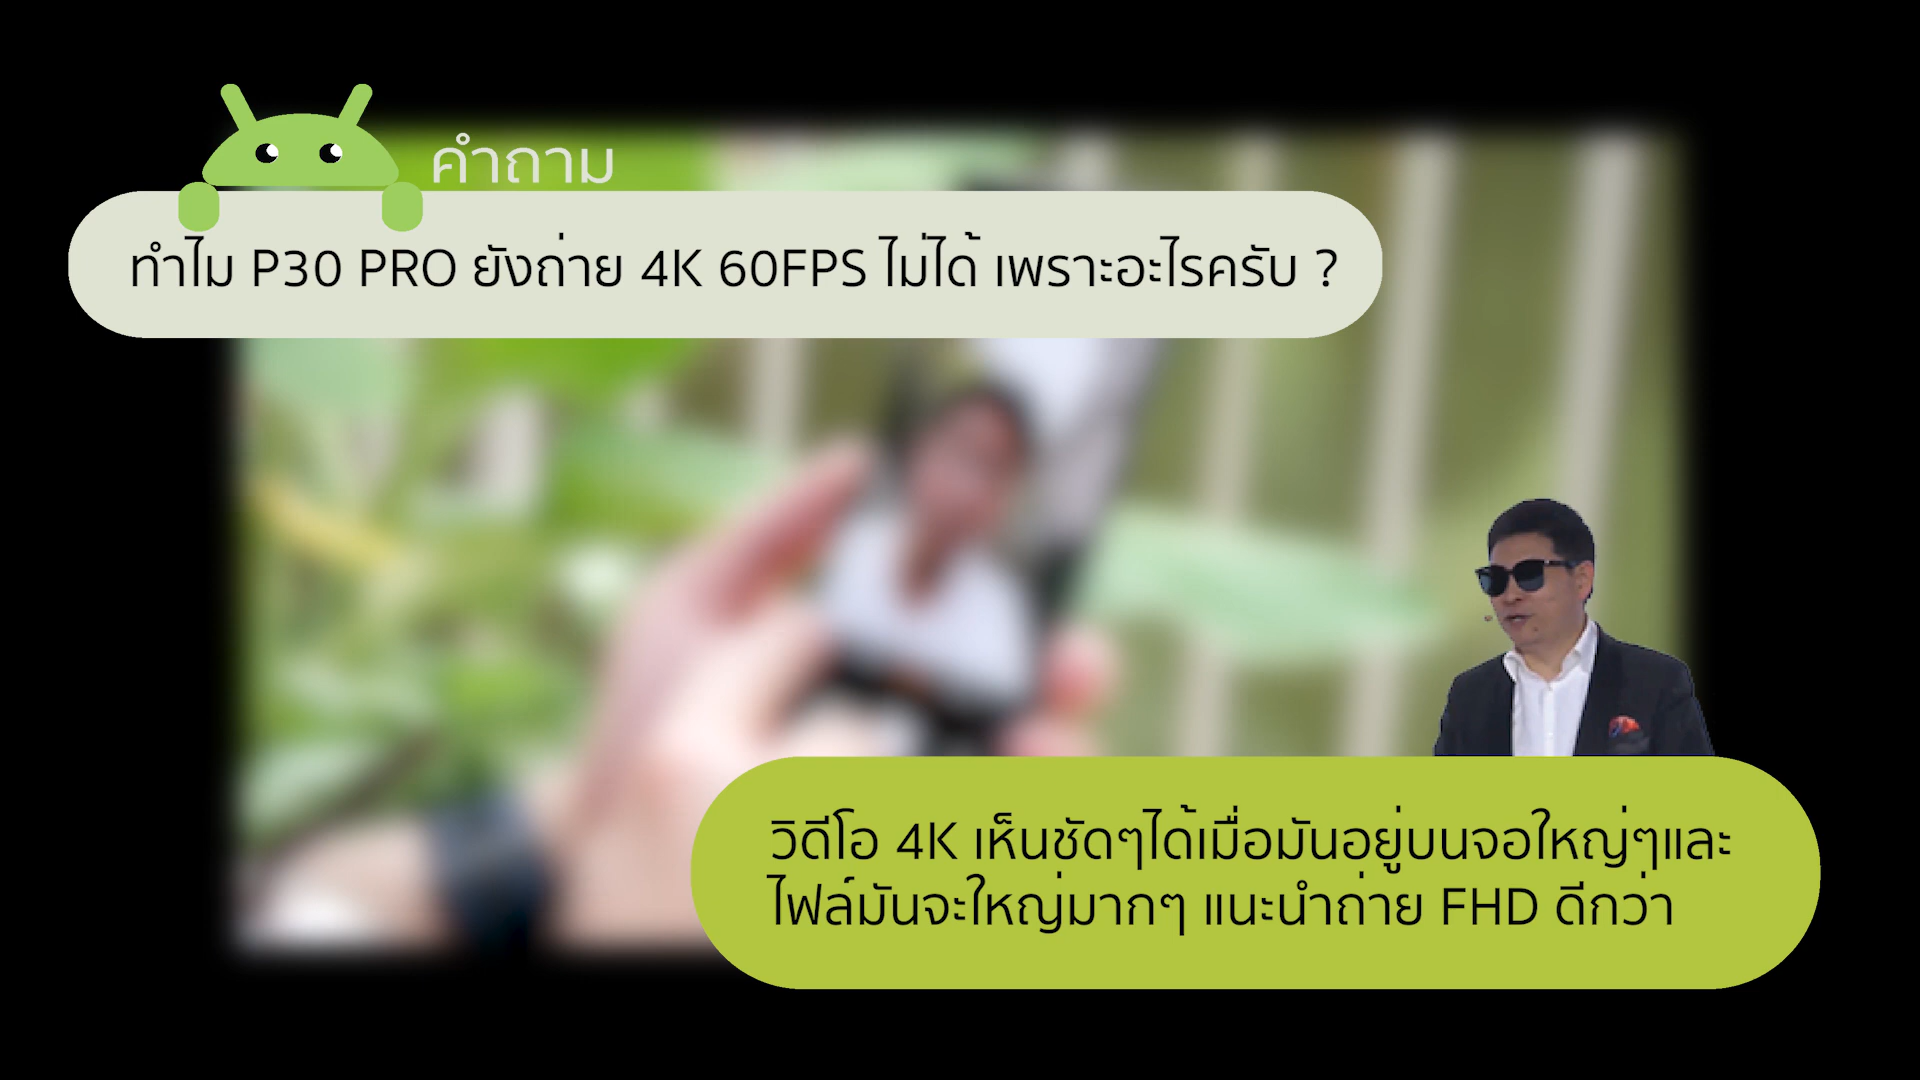 คำถาม
ทำไม P30 PRO ยังถ่าย 4K 60FPS ไม่ได้ เพราะอะไรครับ ?
วิดีโอ 4K เห็นชัดๆได้เมื่อมันอยู่บนจอใหญ่ๆและ
ไฟล์มันจะใหญ่มากๆ แนะนำถ่าย FHD ดีกว่า